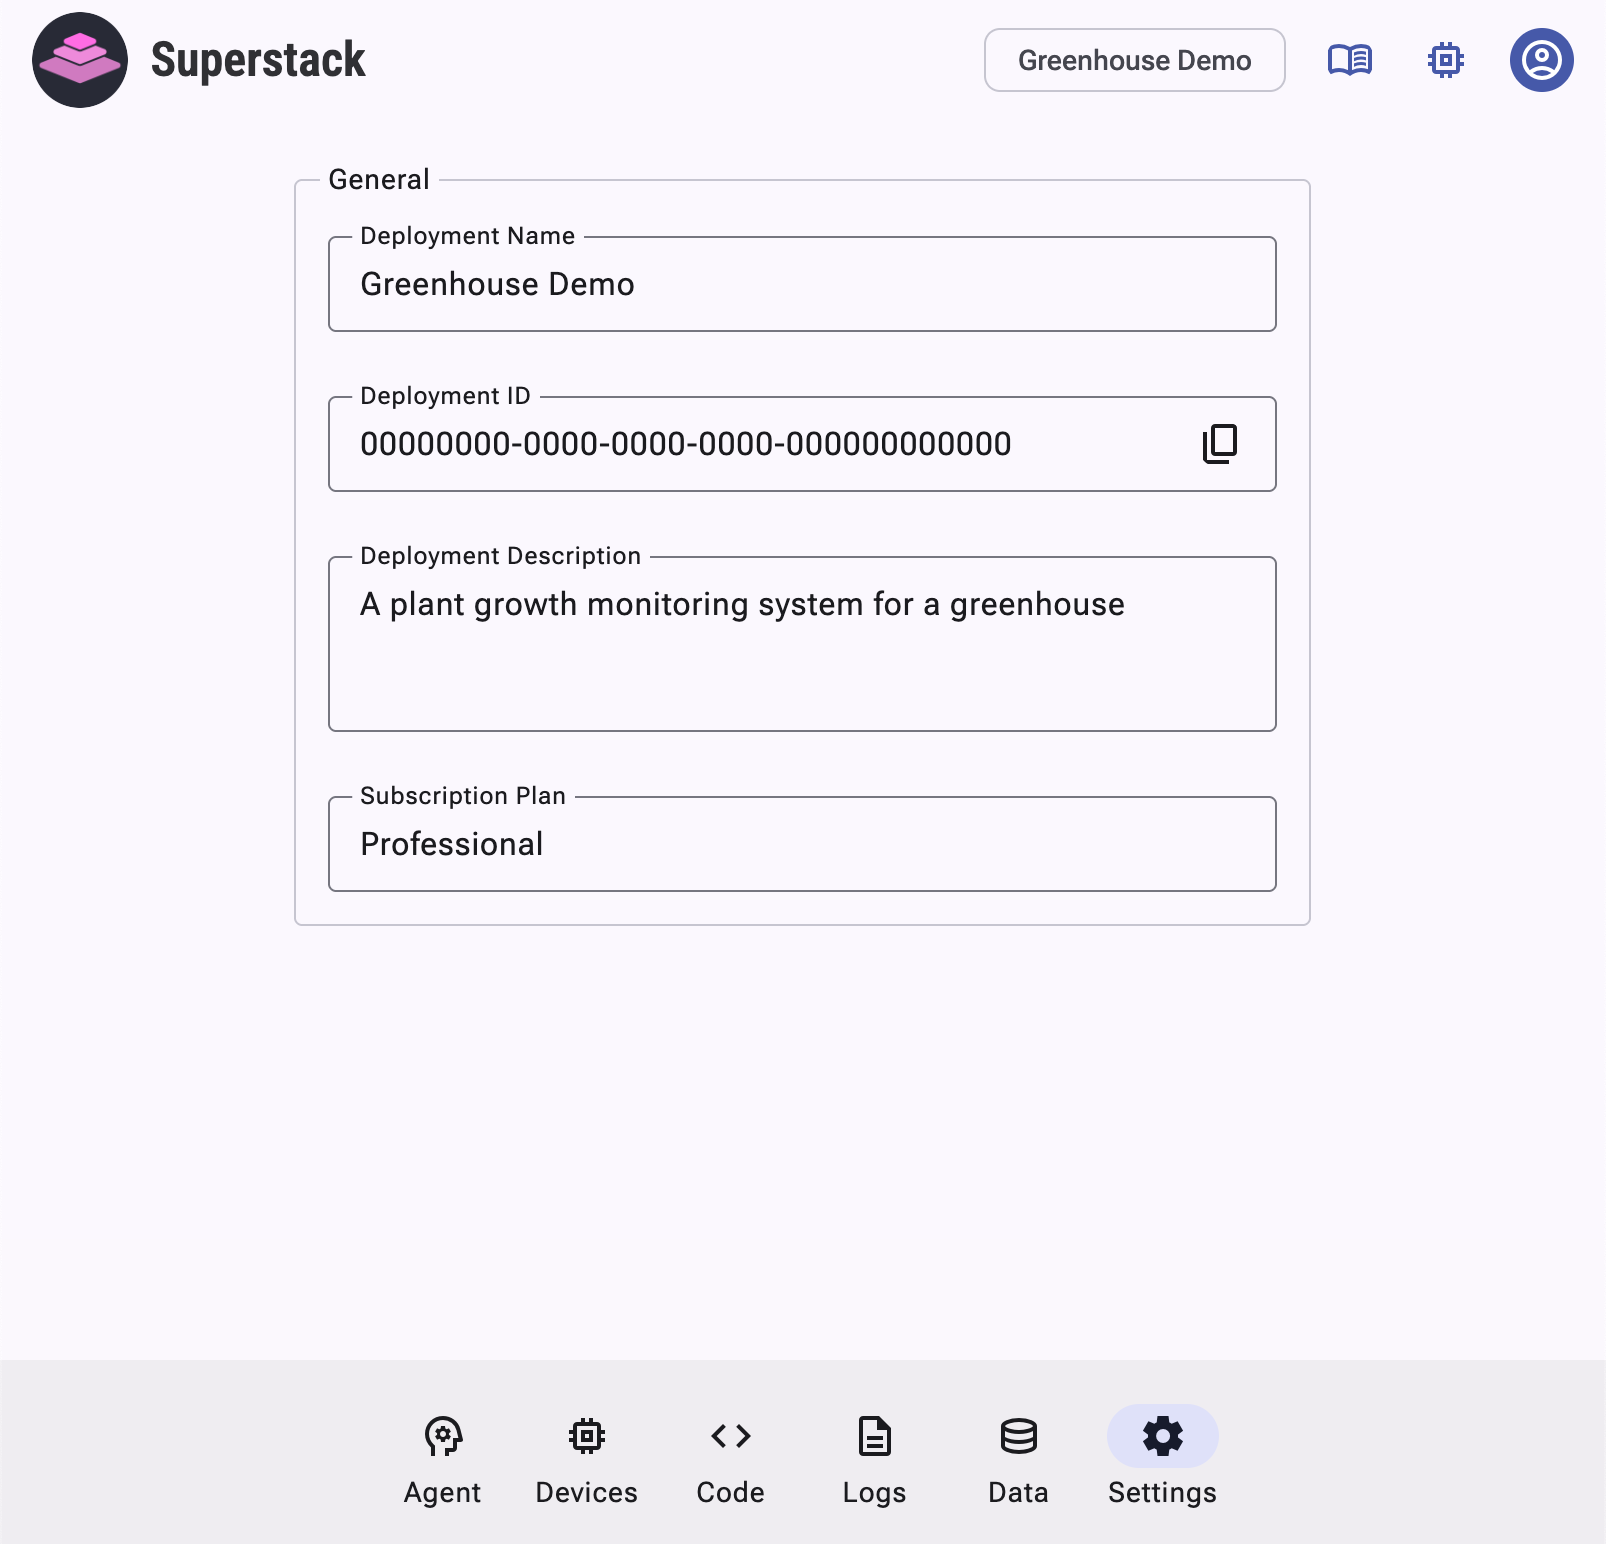 Superstack
Greenhouse Demo
General
Deployment Name
Greenhouse Demo
Deployment ID
00000000-0000-0000-0000-000000000000
Deployment Description
A plant growth monitoring system for a greenhouse
Subscription Plan
Professional
Agent
Devices
Code
Logs
Data
Settings